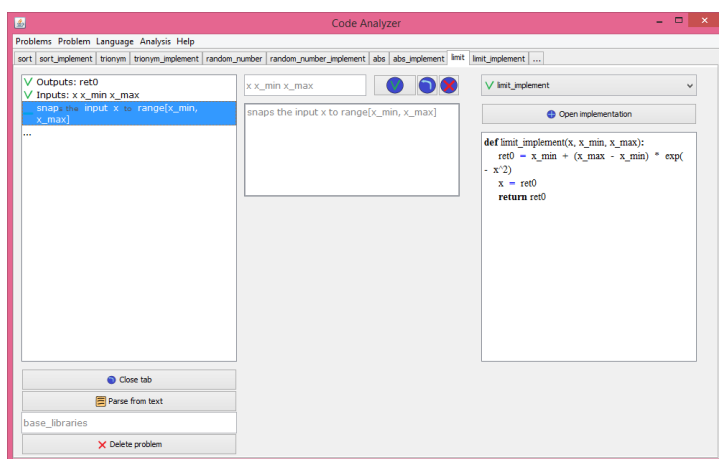 Code Analyzer
Problems Problem Language Analysis Help
sort sort_implement trionym trionym_implement random_number random_number_implement abs abs_implement limit limit_implement ...
Outputs: ret0
Inputs: x x_min x_max
snaps the input x to range[x_min,
x_max]
...
x x_min x_max
snaps the input x to range[x_min, x_max]
limit_implement
Open implementation
def limit_implement(x, x_min, x_max):
ret0 = x_min + (x_max - x_min) * exp(
- x^2)
x = ret0
return ret0
Close tab
Parse from text
base_libraries
Delete problem